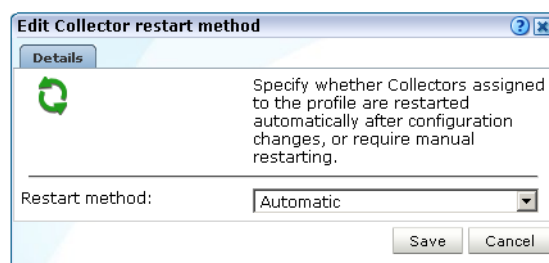 Edit Collector restart method
Details
Specify whether Collectors assigned
to the profile are restarted
automatically after configuration
changes, or require manual
restarting.
Restart method:
Automatic
Save Cancel